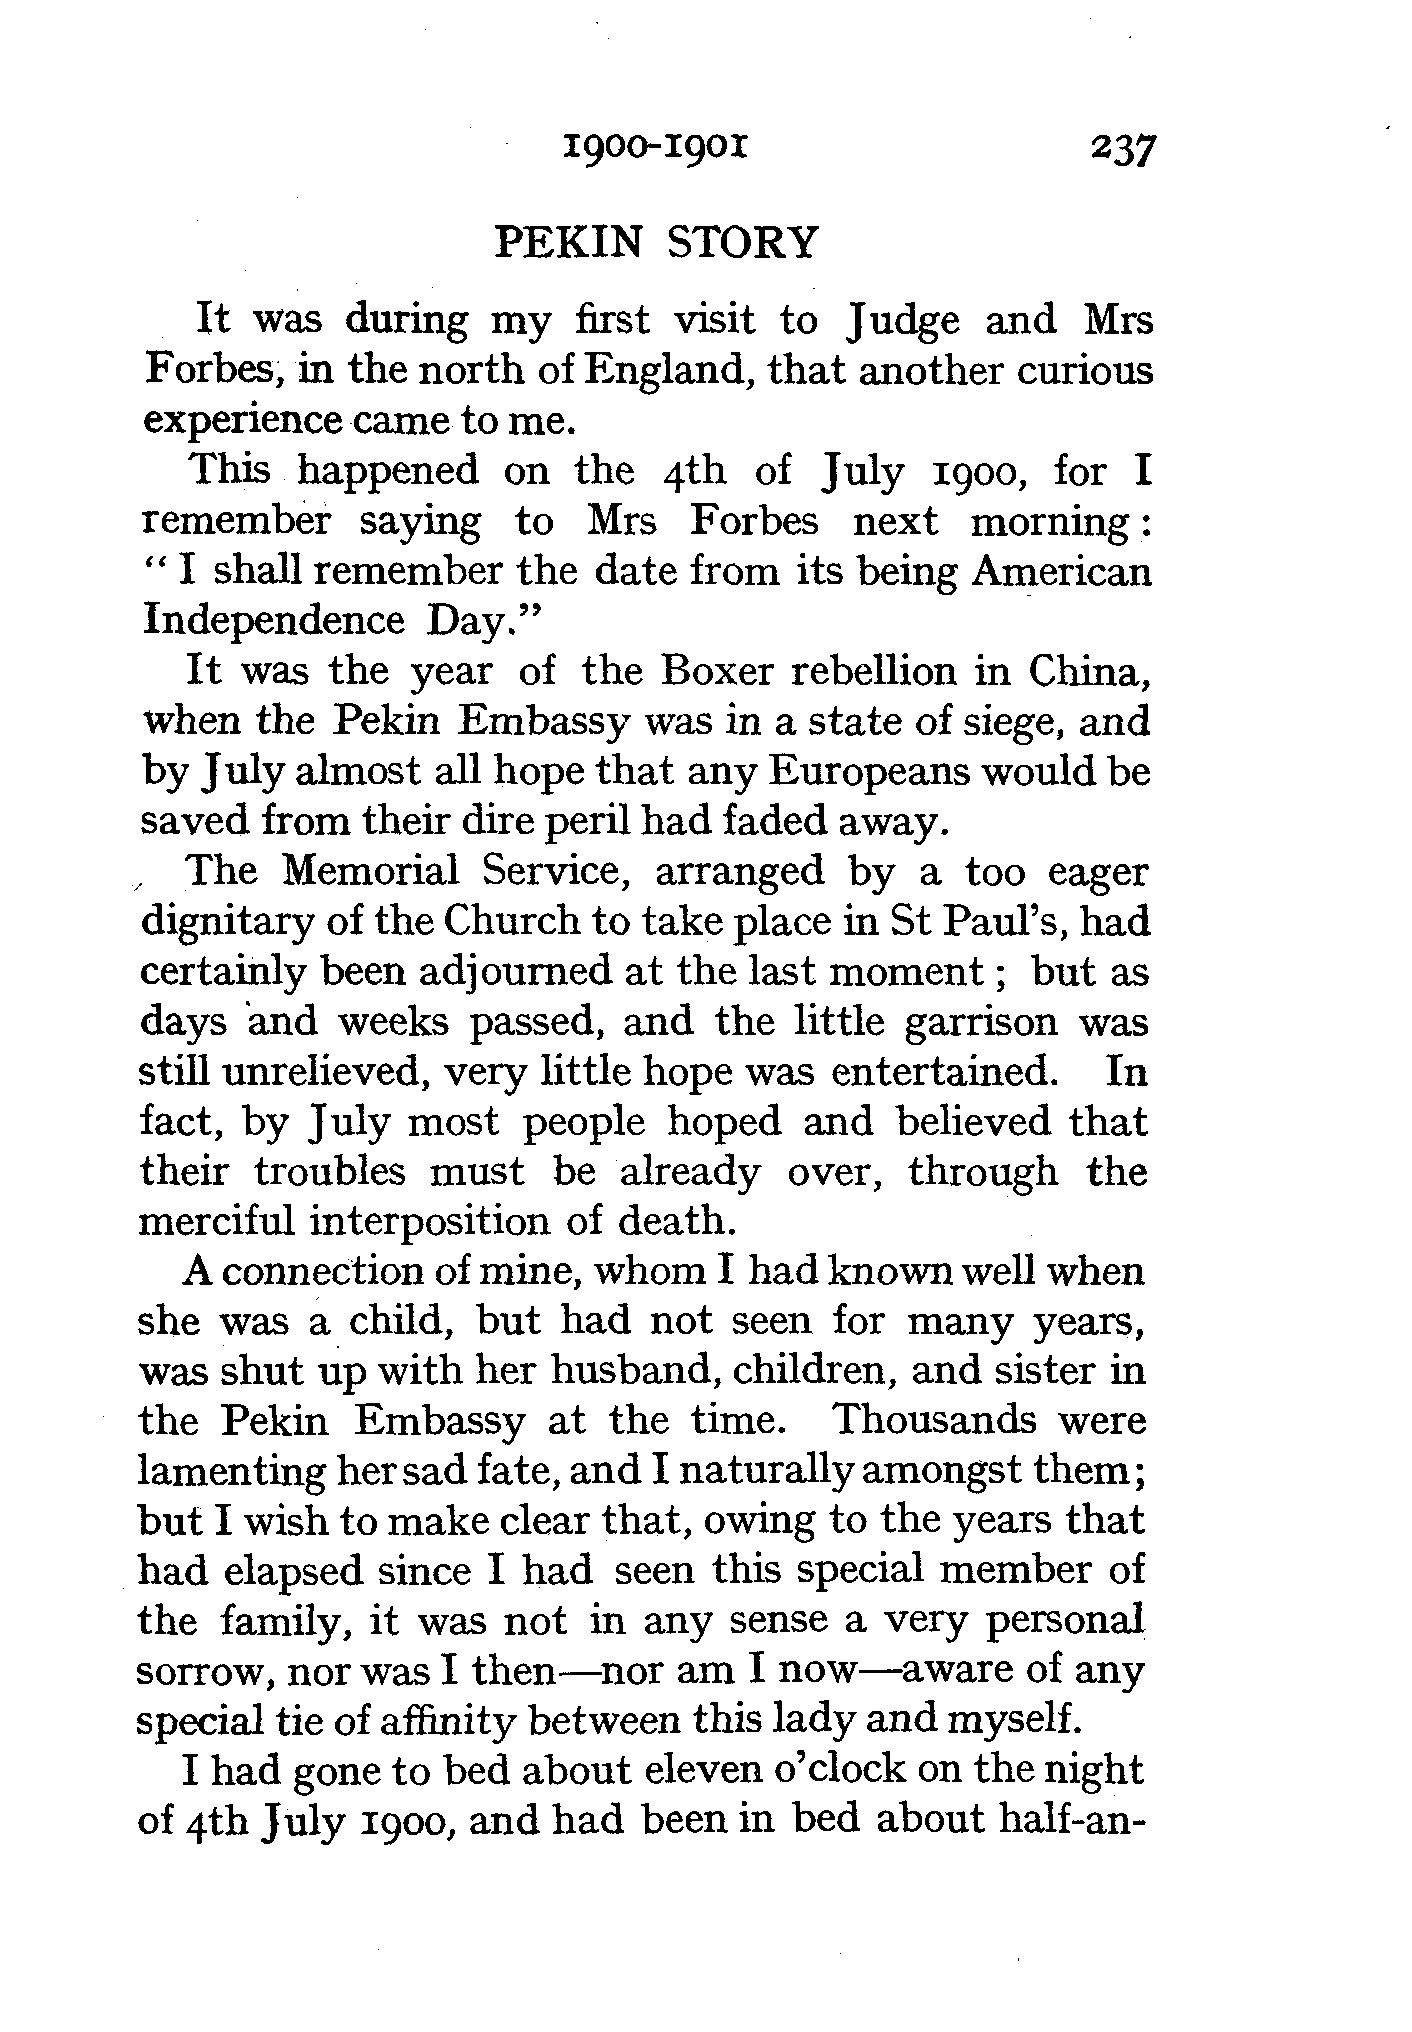 1900-1901 237
PEKIN STORY
It was during my first visit to Judge and Mrs
Forbes, in the north of England, that another curious
experience came to me.
This happened on the 4th of July 1900, for I
remember saying to Mrs Forbes next morning:
"I shall remember the date from its being American
Independence Day."
It was the year of the Boxer rebellion in China,
when the Pekin Embassy was in a state of siege, and
by July almost all hope that any Europeans would be
saved from their dire peril had faded away.
The Memorial Service, arranged by a too eager
dignitary of the Church to take place in St Paul's, had
certainly been adjourned at the last moment; but as
days and weeks passed, and the little garrison was
still unrelieved, very little hope was entertained. In
fact, by July most people hoped and believed that
their troubles must be already over, through the
merciful interposition of death.
A connection of mine, whom I had known well when
she was a child, but had not seen for many years,
was shut up with her husband, children, and sister in
the Pekin Embassy at the time. Thousands were
lamenting her sad fate, and I naturally amongst them;
but I wish to make clear that, owing to the years that
had elapsed since I had seen this special member of
the family, it was not in any sense a very personal
sorrow, nor was I then—nor am I now—aware of any
special tie of affinity between this lady and myself.
I had gone to bed about eleven o'clock on the night
of 4th July 1900, and had been in bed about half-an-